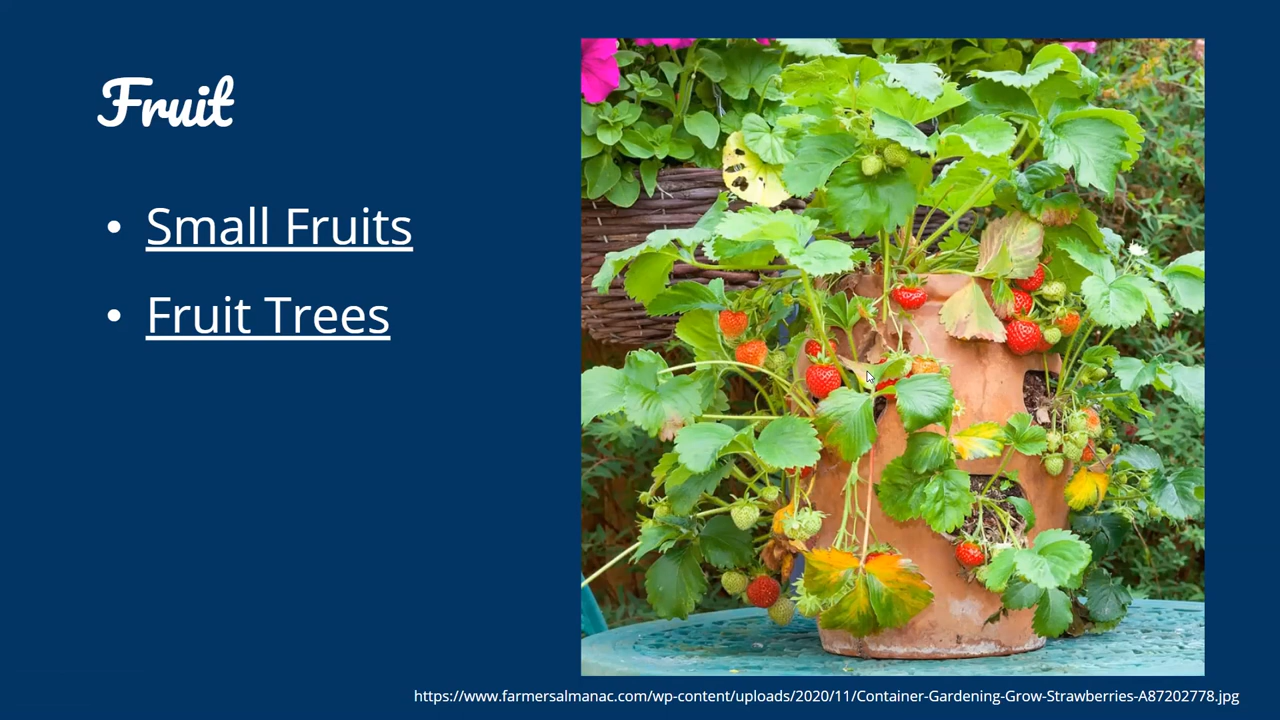 Fruit
• Small Fruits
• Fruit Trees
https://www.farmersalmanac.com/wp-content/uploads/2020/11/Container-Gardening-Grow-Strawberries-A87202778.jpg